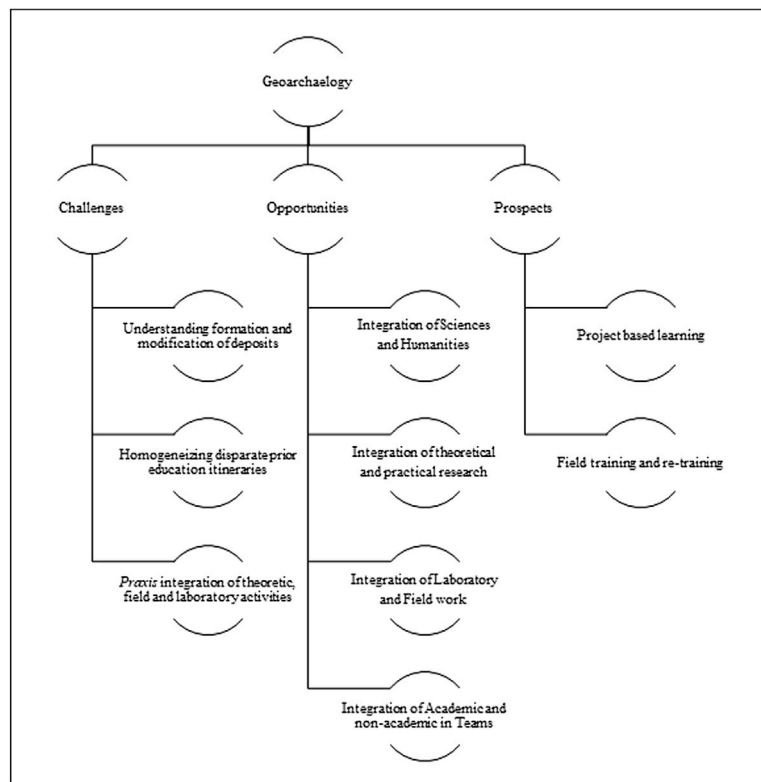 Geoarchaelogy
Challenges
Opportunities
Prospects
Understanding formation and
modification of deposits
Homogeneizing disparate prior
education itineraries
Praxis integration of theoretic,
field and laboratory activities
Integration of Sciences
and Humanities
Integration of theoretical
and practical research
Integration of Laboratory
and Field work
Integration of Academic and
non-academic in Teams
Project based learning
Field training and re-training